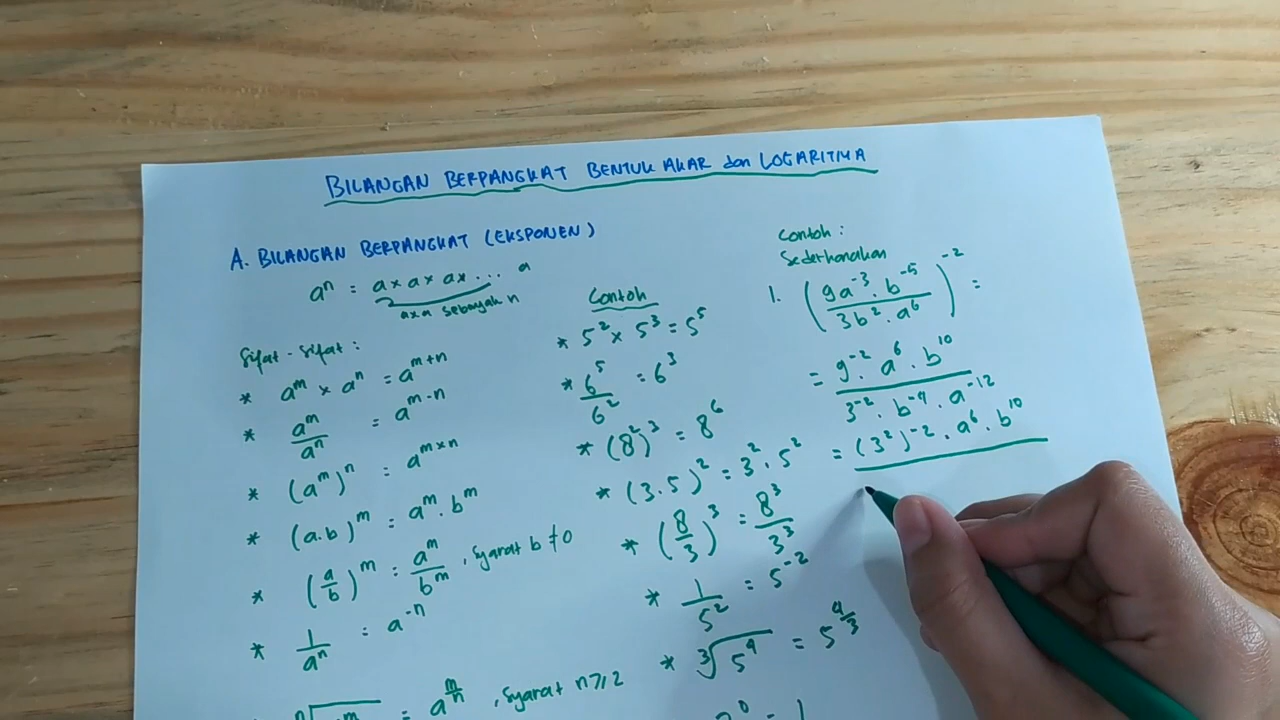 BILANGAN BERPANGKAT BENTUK AKAR dan LOGARITMA
A. BILANGAN BERPANGKAT (EKSPONEN)
aⁿ = a × a × a × ... a
axa sebanyak n
Sifat - Sifat :
* aᵐ × aⁿ = aᵐ⁺ⁿ
* aᵐ/aⁿ = aᵐ⁻ⁿ
* (aᵐ)ⁿ = aᵐˣⁿ
* (a.b)ᵐ = aᵐ . bᵐ
* (a/b)ᵐ = aᵐ/bᵐ , syarat b ≠ 0
* 1/aⁿ = a⁻ⁿ
= a^(m/n) , syarat n ≥ 2
Contoh
* 5² × 5³ = 5⁵
* 6⁵/6² = 6³
* (8²)³ = 8⁶
* (3.5)² = 3² . 5²
* (8/3)³ = 8³/3³
* 1/5² = 5⁻²
* ³√5⁴ = 5^(4/3)
Contoh :
Sederhanakan
1. (9a⁻³ . b⁻⁵ / 3b² . a⁶)⁻² =
= 9⁻² . a⁶ . b¹⁰ / 3⁻² . b⁻⁴ . a⁻¹²
= (3²)⁻² . a⁶ . b¹⁰